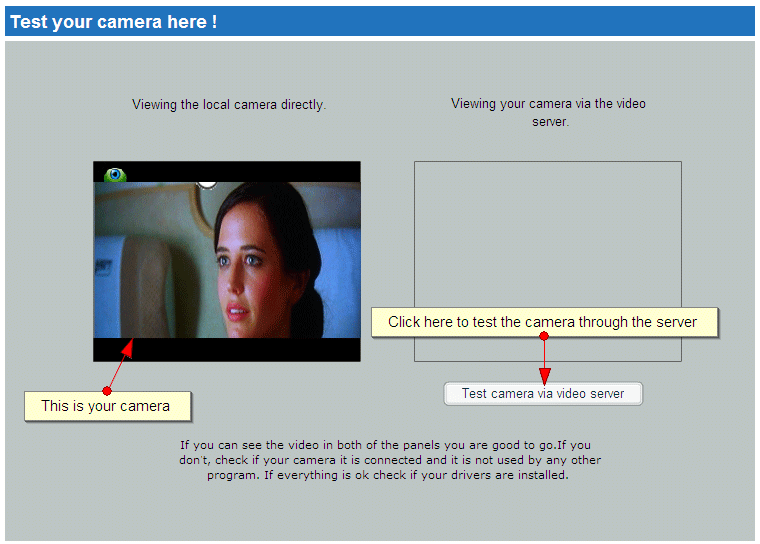 Test your camera here !
Viewing the local camera directly.
Viewing your camera via the video
server.
Click here to test the camera through the server
This is your camera
Test camera via video server
If you can see the video in both of the panels you are good to go.If you
don't, check if your camera it is connected and it is not used by any other
program. If everything is ok check if your drivers are installed.